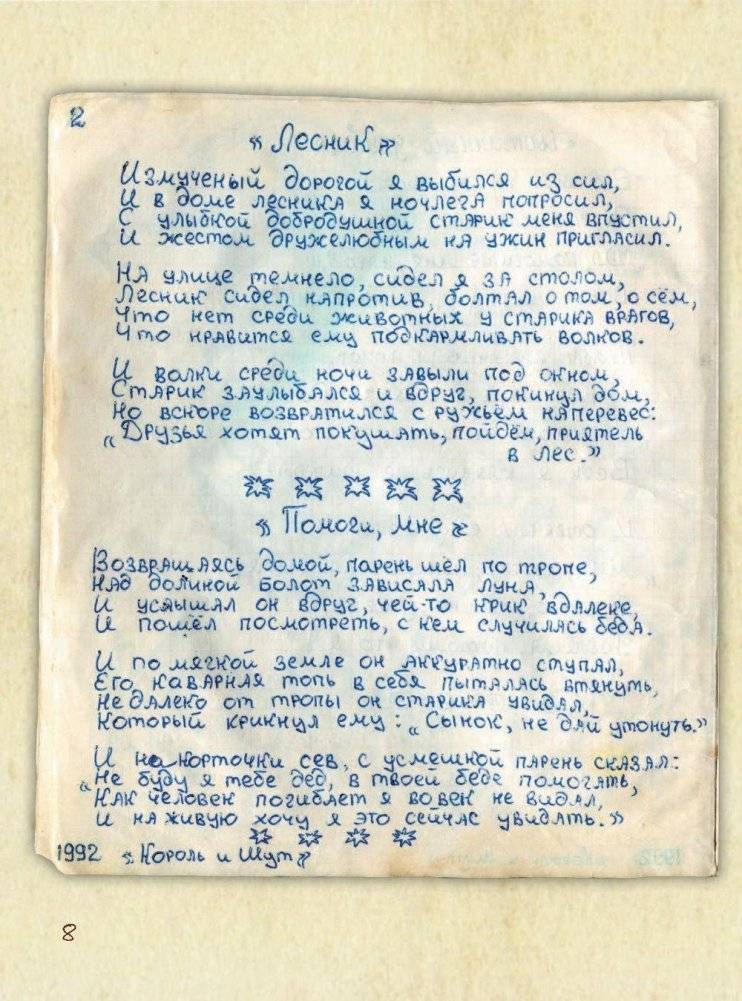 2
« Лесник »
Измученый дорогой я выбился из сил,
И в доме лесника я ночлега попросил,
С улыбкой добродушной старик меня впустил,
И жестом дружелюбным на ужин пригласил.
На улице темнело, сидел я за столом,
Лесник сидел напротив, болтал о том, о сём,
Что нет среди животных у старика врагов,
Что нравится ему подкармливать волков.
И волки среди ночи завыли под окном,
Старик заулыбался и вдруг, покинул дом,
Но вскоре возвратился с ружьём наперевес:
„Друзья хотят покушать, пойдём, приятель
в лес.”
« Помоги, мне »
Возвращаясь домой, парень шёл по тропе,
Над долиной болот зависала луна,
И услышал он вдруг, чей-то крик вдалеке,
И пошёл посмотреть, с кем случилась беда.
И по мягкой земле он аккуратно ступал,
Его каварная топь в себя пыталась втянуть,
Не далеко от тропы он старика увидал,
Который крикнул ему: „Сынок, не дай утонуть.”
И на корточки сев, с усмешкой парень сказал:
„Не буду я тебе дед, в твоей беде помогать,
Как человек погибает я во век не видал,
И на живую хочу я это сейчас увидать.”
1992 « Король и Шут »
8